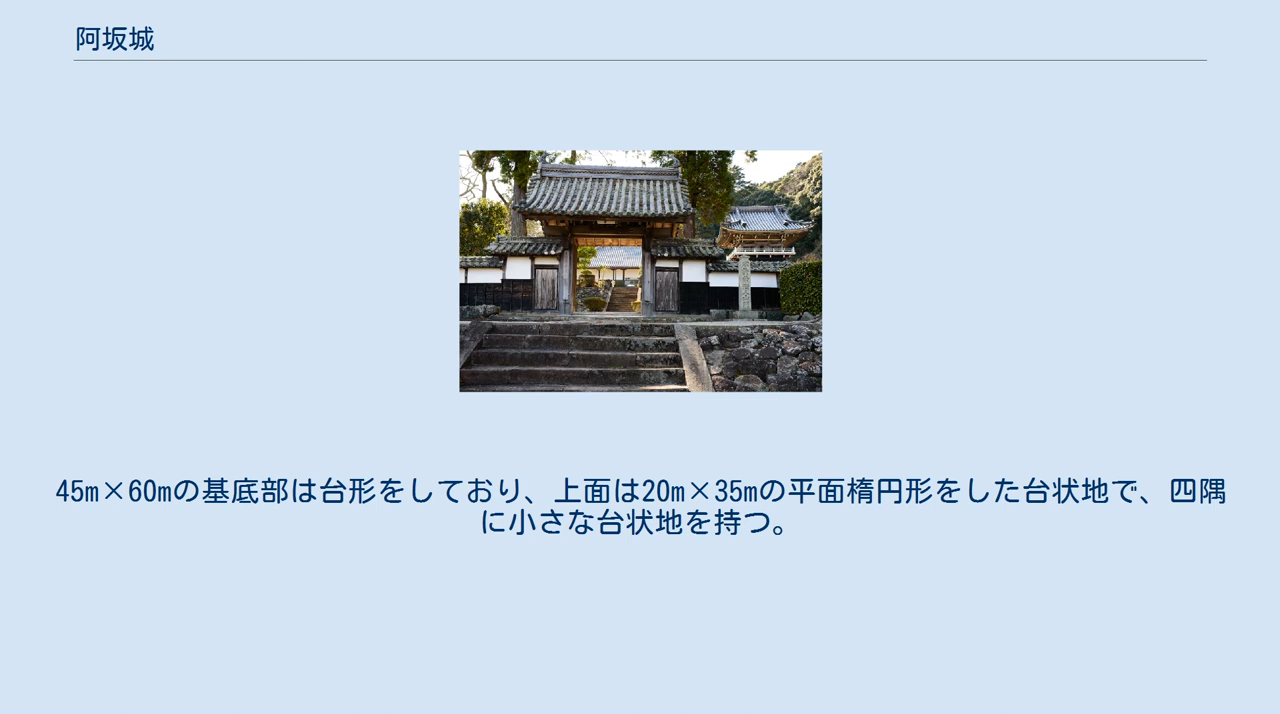 阿坂城
45m×60mの基底部は台形をしており、上面は20m×35mの平面楕円形をした台状地で、四隅
に小さな台状地を持つ。